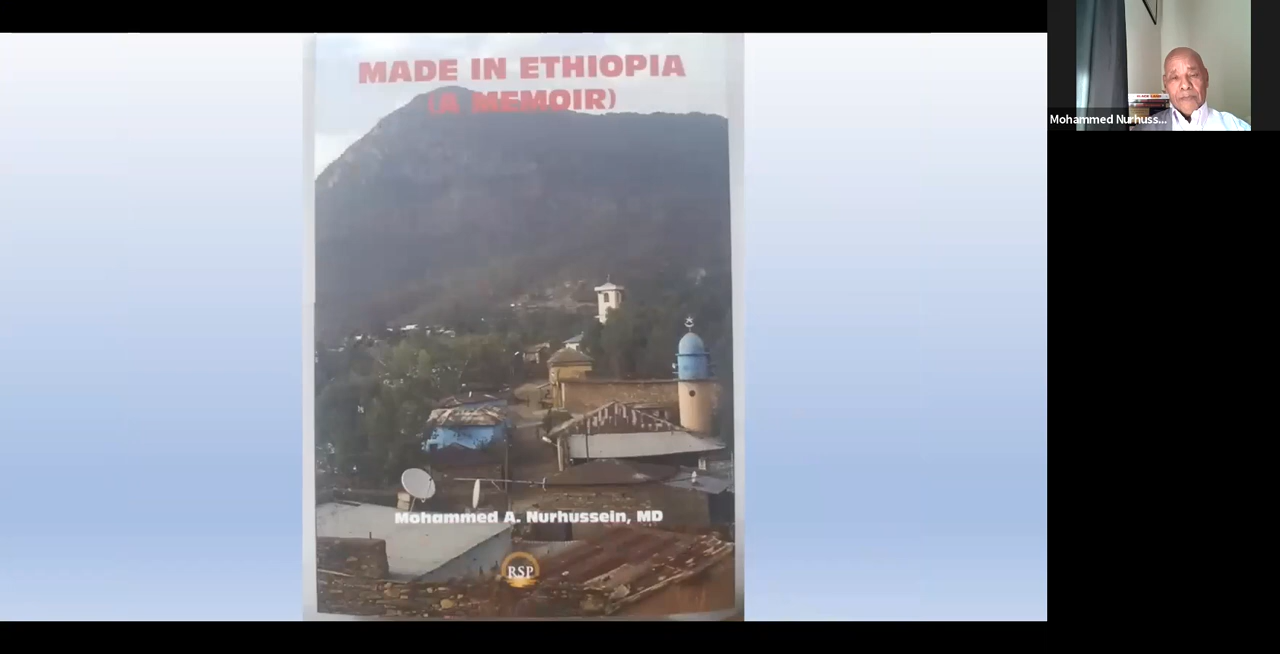 MADE IN ETHIOPIA
(A MEMOIR)
Mohammed A. Nurhussein, MD
RSP
Mohammed Nurhuss...